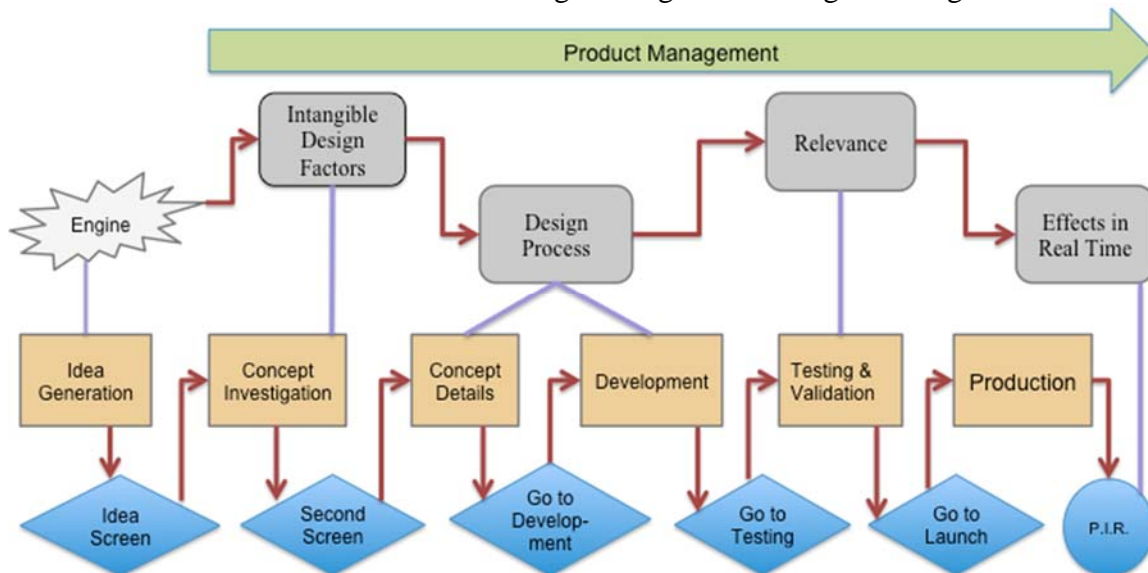 Product Management
Intangible
Design
Factors
Relevance
Engine
Design
Process
Effects in
Real Time
Idea
Generation
Concept
Investigation
Concept
Details
Development
Testing &
Validation
Production
Idea
Screen
Second
Screen
Go to
Develop-
ment
Go to
Testing
Go to
Launch
P.I.R.